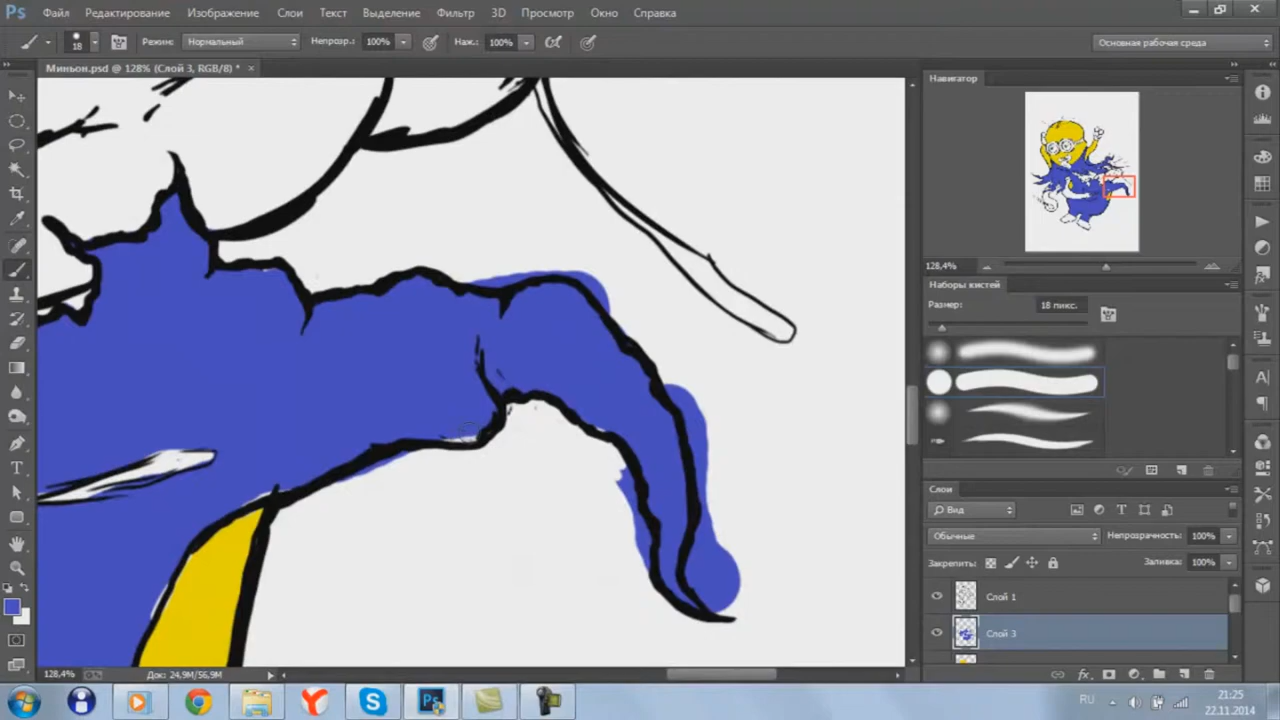 Ps Файл Редактирование Изображение Слои Текст Выделение Фильтр 3D Просмотр Окно Справка
18 Режим: Нормальный Непрозр.: 100% Наж.: 100% Основная рабочая среда
Миньон.psd @ 128% (Слой 3, RGB/8) * ×
Навигатор
128,4%
Наборы кистей
Размер: 18 пикс.
Слои
Вид
Обычные Непрозрачность: 100%
Закрепить: Заливка: 100%
Слой 1
Слой 3
128,4% Док: 24,9M/56,9M
RU 21:25
22.11.2014